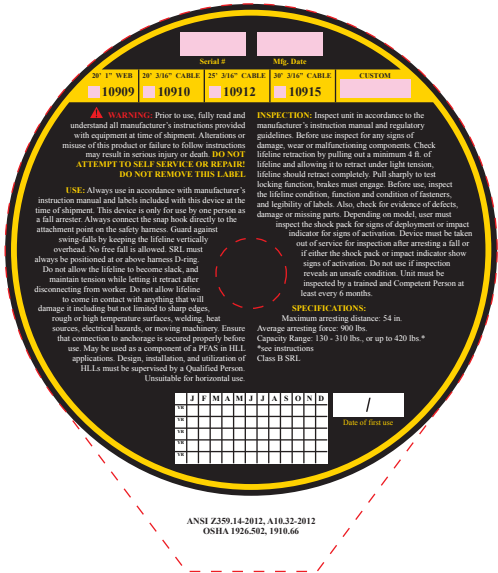 Serial #
Mfg. Date
20' 1" WEB
10909
20' 3/16" CABLE
10910
25' 3/16" CABLE
10912
30' 3/16" CABLE
10915
CUSTOM
WARNING: Prior to use, fully read and
understand all manufacturer's instructions provided
with equipment at time of shipment. Alterations or
misuse of this product or failure to follow instructions
may result in serious injury or death. DO NOT
ATTEMPT TO SELF SERVICE OR REPAIR!
DO NOT REMOVE THIS LABEL
USE: Always use in accordance with manufacturer's
instruction manual and labels included with this device at the
time of shipment. This device is only for use by one person as
a fall arrester. Always connect the snap hook directly to the
attachment point on the safety harness. Guard against
swing-falls by keeping the lifeline vertically
overhead. No free fall is allowed. SRL must
always be positioned at or above harness D-ring.
Do not allow the lifeline to become slack, and
maintain tension while letting it retract after
disconnecting from worker. Do not allow lifeline
to come in contact with anything that will
damage it including but not limited to sharp edges,
rough or high temperature surfaces, welding, heat
sources, electrical hazards, or moving machinery. Ensure
that connection to anchorage is secured properly before
use. May be used as a component of a PFAS in HLL
applications. Design, installation, and utilization of
HLLs must be supervised by a Qualified Person.
Unsuitable for horizontal use.
INSPECTION: Inspect unit in accordance to the
manufacturer's instruction manual and regulatory
guidelines. Before use inspect for any signs of
damage, wear or malfunctioning components. Check
lifeline retraction by pulling out a minimum 4 ft. of
lifeline and allowing it to retract under light tension,
lifeline should retract completely. Pull sharply to test
locking function, brakes must engage. Before use, inspect
the lifeline condition, function and condition of fasteners,
and legibility of labels. Also, check for evidence of defects,
damage or missing parts. Depending on model, user must
inspect the shock pack for signs of deployment or impact
indicator for signs of activation. Device must be taken
out of service for inspection after arresting a fall or
if either the shock pack or impact indicator show
signs of activation. Do not use if inspection
reveals an unsafe condition. Unit must be
inspected by a trained and Competent Person at
least every 6 months.
SPECIFICATIONS:
Maximum arresting distance: 54 in.
Average arresting force: 900 lbs.
Capacity Range: 130 - 310 lbs., or up to 420 lbs.*
*see instructions
Class B SRL
J F M A M J J A S O N D
YR
YR
YR
YR
YR
/
Date of first use
ANSI Z359.14-2012, A10.32-2012
OSHA 1926.502, 1910.66